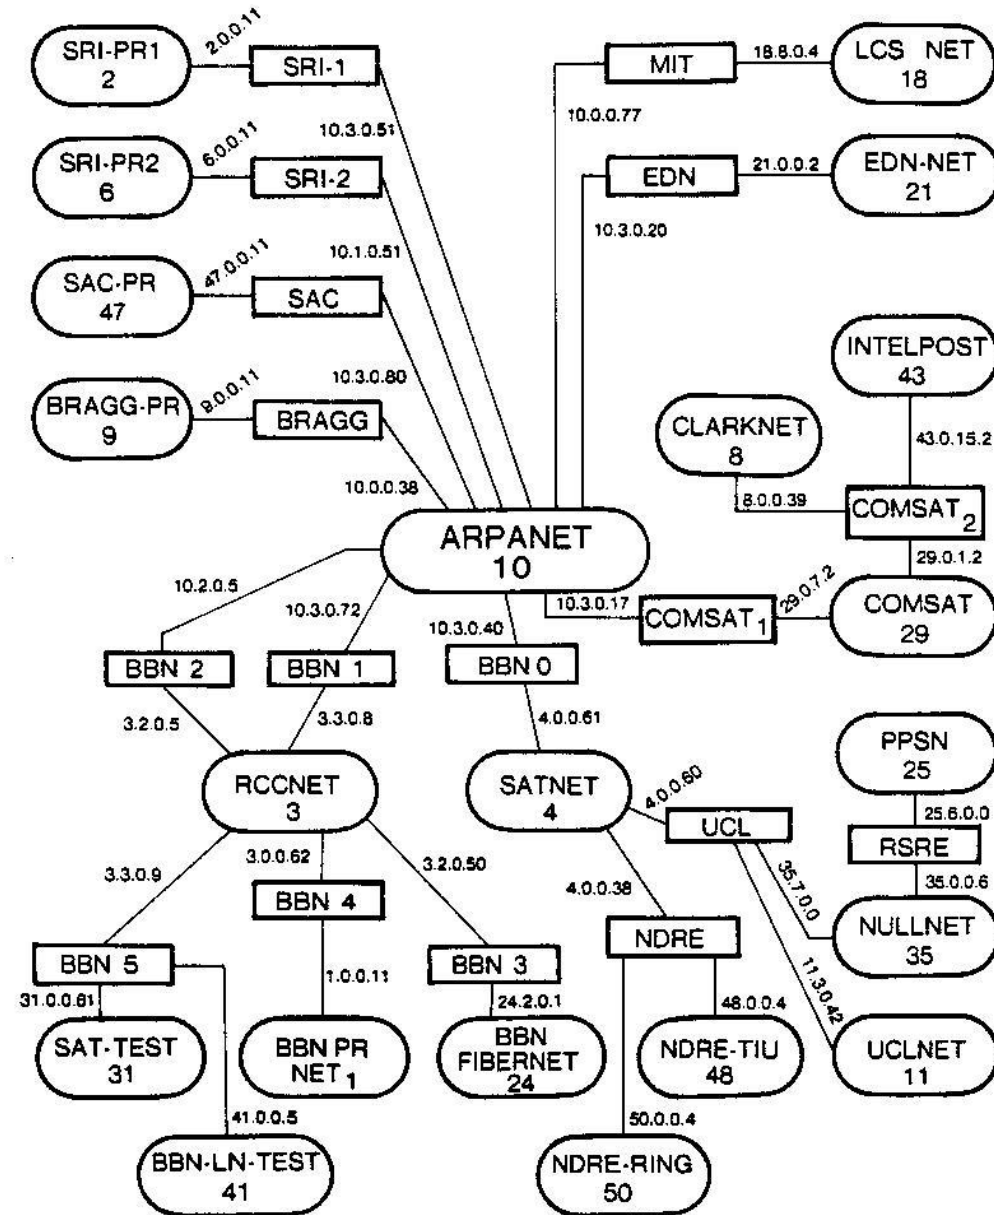 SRI-PR1
2
2.0.0.11
SRI-1
10.3.0.51
MIT
10.0.0.77
18.8.0.4
LCS NET
18
SRI-PR2
6
6.0.0.11
SRI-2
10.1.0.51
EDN
10.3.0.20
21.0.0.2
EDN-NET
21
SAC-PR
47
47.0.0.11
SAC
10.3.0.80
BRAGG-PR
9
9.0.0.11
BRAGG
10.0.0.38
INTELPOST
43
43.0.15.2
CLARKNET
8
18.0.0.39
COMSAT 2
29.0.1.2
ARPANET
10
10.3.0.17
COMSAT 1
29.0.7.2
COMSAT
29
10.2.0.5
BBN 2
3.2.0.5
10.3.0.72
BBN 1
3.3.0.8
10.3.0.40
BBN 0
4.0.0.61
RCCNET
3
SATNET
4
4.0.0.60
UCL
PPSN
25
25.6.0.0
RSRE
35.0.0.6
NULLNET
35
35.7.0.0
11.3.0.42
UCLNET
11
3.3.0.9
BBN 5
3.0.0.62
BBN 4
3.2.0.50
BBN 3
4.0.0.38
NDRE
31.0.0.61
SAT-TEST
31
1.0.0.11
BBN PR
NET 1
24.2.0.1
BBN
FIBERNET
24
48.0.0.4
NDRE-TIU
48
41.0.0.5
BBN-LN-TEST
41
50.0.0.4
NDRE-RING
50